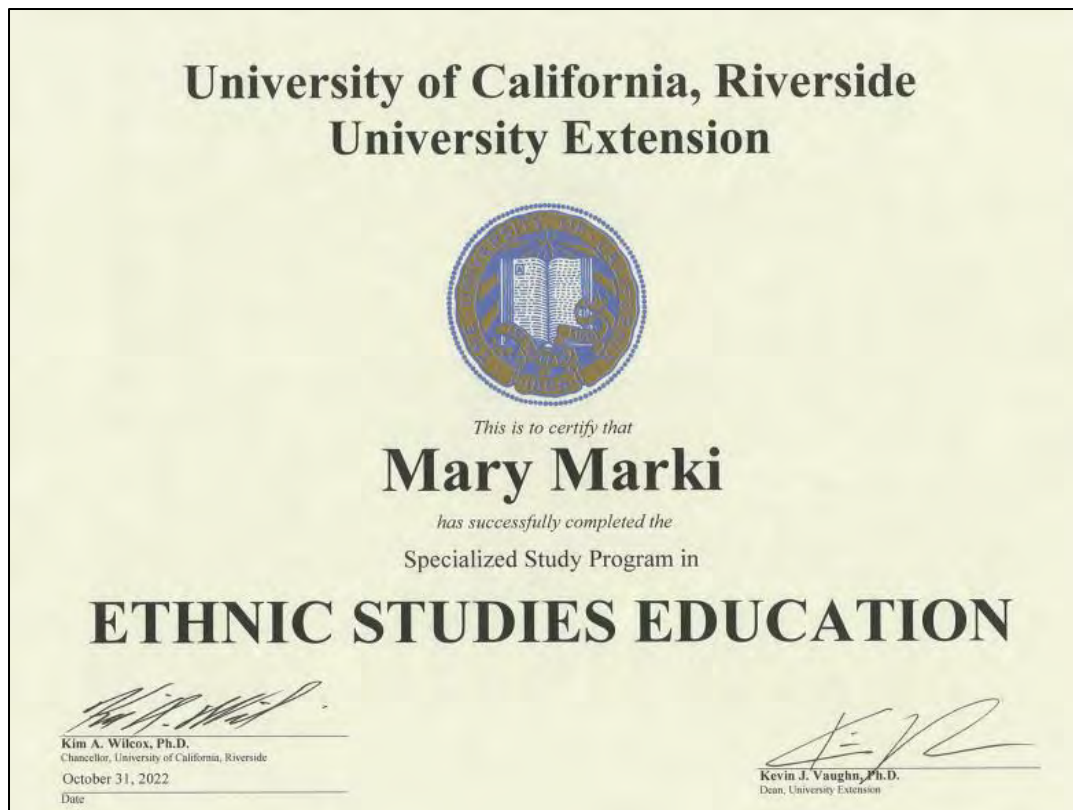 University of California, Riverside
University Extension
This is to certify that
Mary Marki
has successfully completed the
Specialized Study Program in
ETHNIC STUDIES EDUCATION
Kim A. Wilcox, Ph.D.
Chancellor, University of California, Riverside
October 31, 2022
Date
Kevin J. Vaughn, Ph.D.
Dean, University Extension